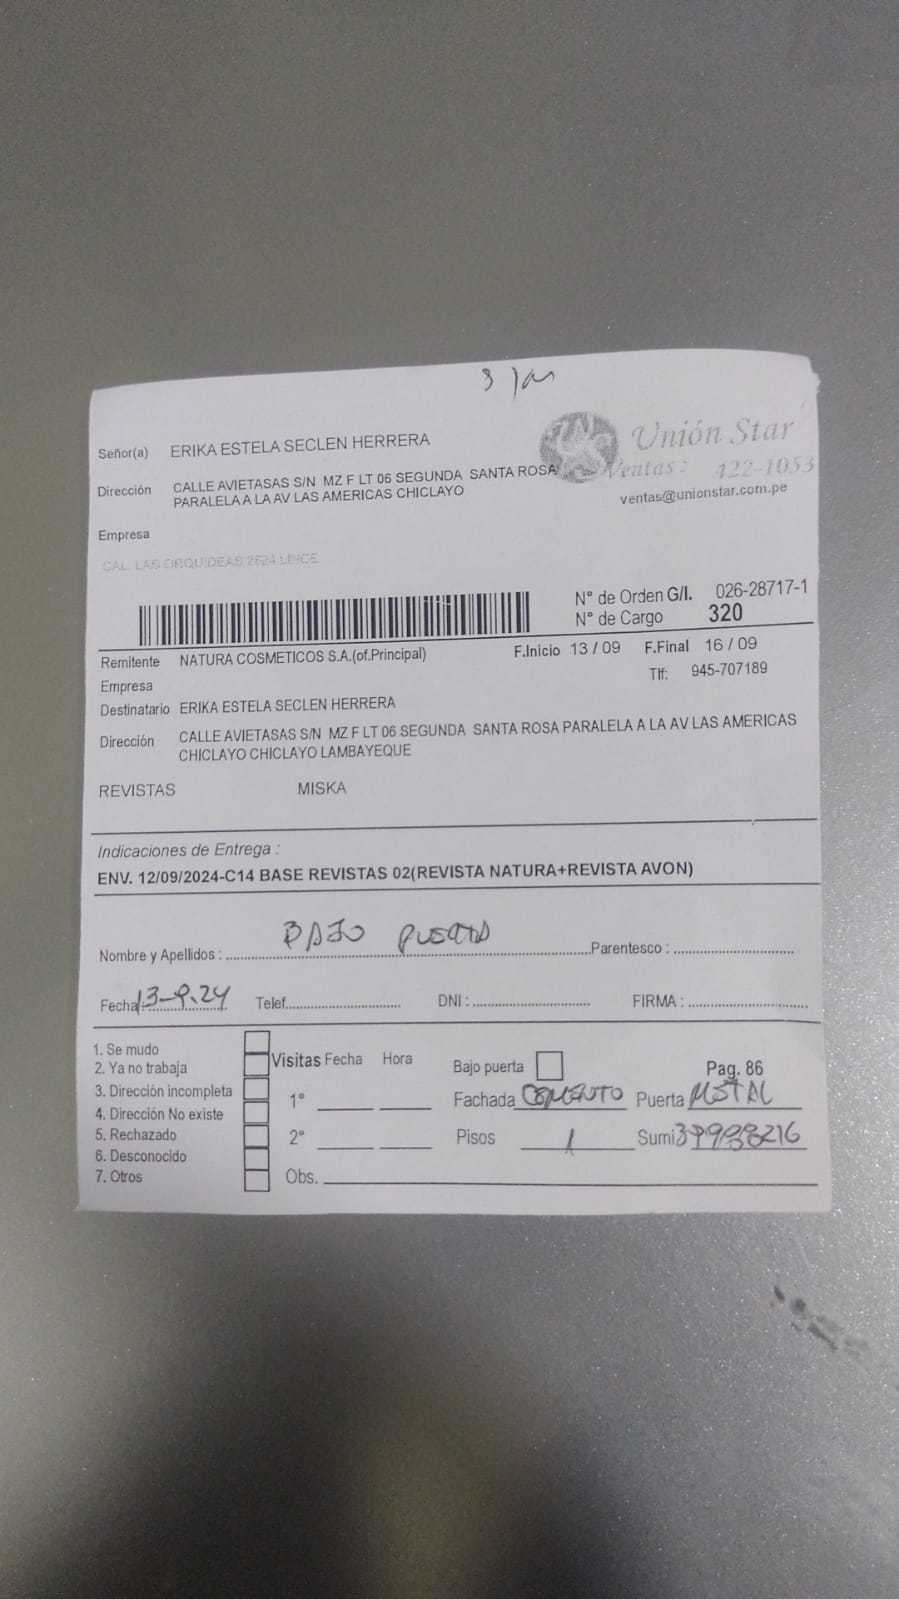 Señor(a) ERIKA ESTELA SECLEN HERRERA
Unión Star
Ventas: 422-1053
ventas@unionstar.com.pe
Dirección CALLE AVIETASAS S/N MZ F LT 06 SEGUNDA SANTA ROSA
PARALELA A LA AV LAS AMERICAS CHICLAYO
Empresa
CAL. LAS ORQUIDEAS 2624 LINCE
N° de Orden G/I. 026-28717-1
N° de Cargo 320
Remitente NATURA COSMETICOS S.A.(of.Principal) F.Inicio 13 / 09 F.Final 16 / 09
Empresa Tlf: 945-707189
Destinatario ERIKA ESTELA SECLEN HERRERA
Dirección CALLE AVIETASAS S/N MZ F LT 06 SEGUNDA SANTA ROSA PARALELA A LA AV LAS AMERICAS
CHICLAYO CHICLAYO LAMBAYEQUE
REVISTAS MISKA
Indicaciones de Entrega :
ENV. 12/09/2024-C14 BASE REVISTAS 02(REVISTA NATURA+REVISTA AVON)
Nombre y Apellidos : BAJO PUERTA Parentesco :
Fecha: 13-9-24 Telef. DNI : FIRMA :
1. Se mudo
2. Ya no trabaja
3. Dirección incompleta
4. Dirección No existe
5. Rechazado
6. Desconocido
7. Otros
Visitas Fecha Hora
1°
2°
Obs.
Bajo puerta Pag. 86
Fachada CEMENTO Puerta METAL
Pisos 1 Sumi